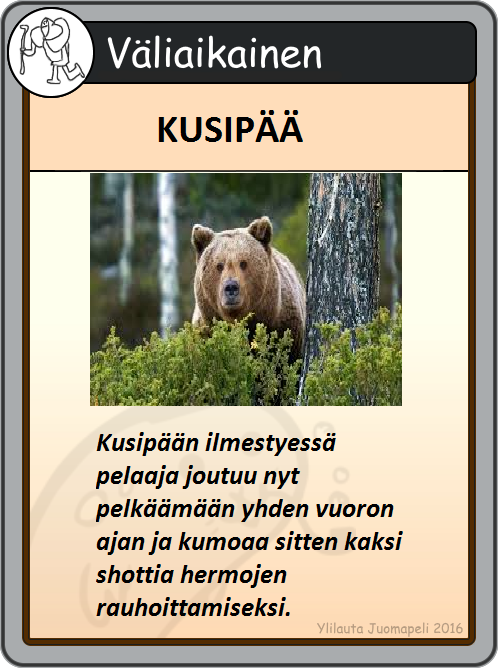 Väliaikainen
KUSIPÄÄ
Kusipään ilmestyessä
pelaaja joutuu nyt
pelkäämään yhden vuoron
ajan ja kumoaa sitten kaksi
shottia hermojen
rauhoittamiseksi.
Ylilauta Juomapeli 2016